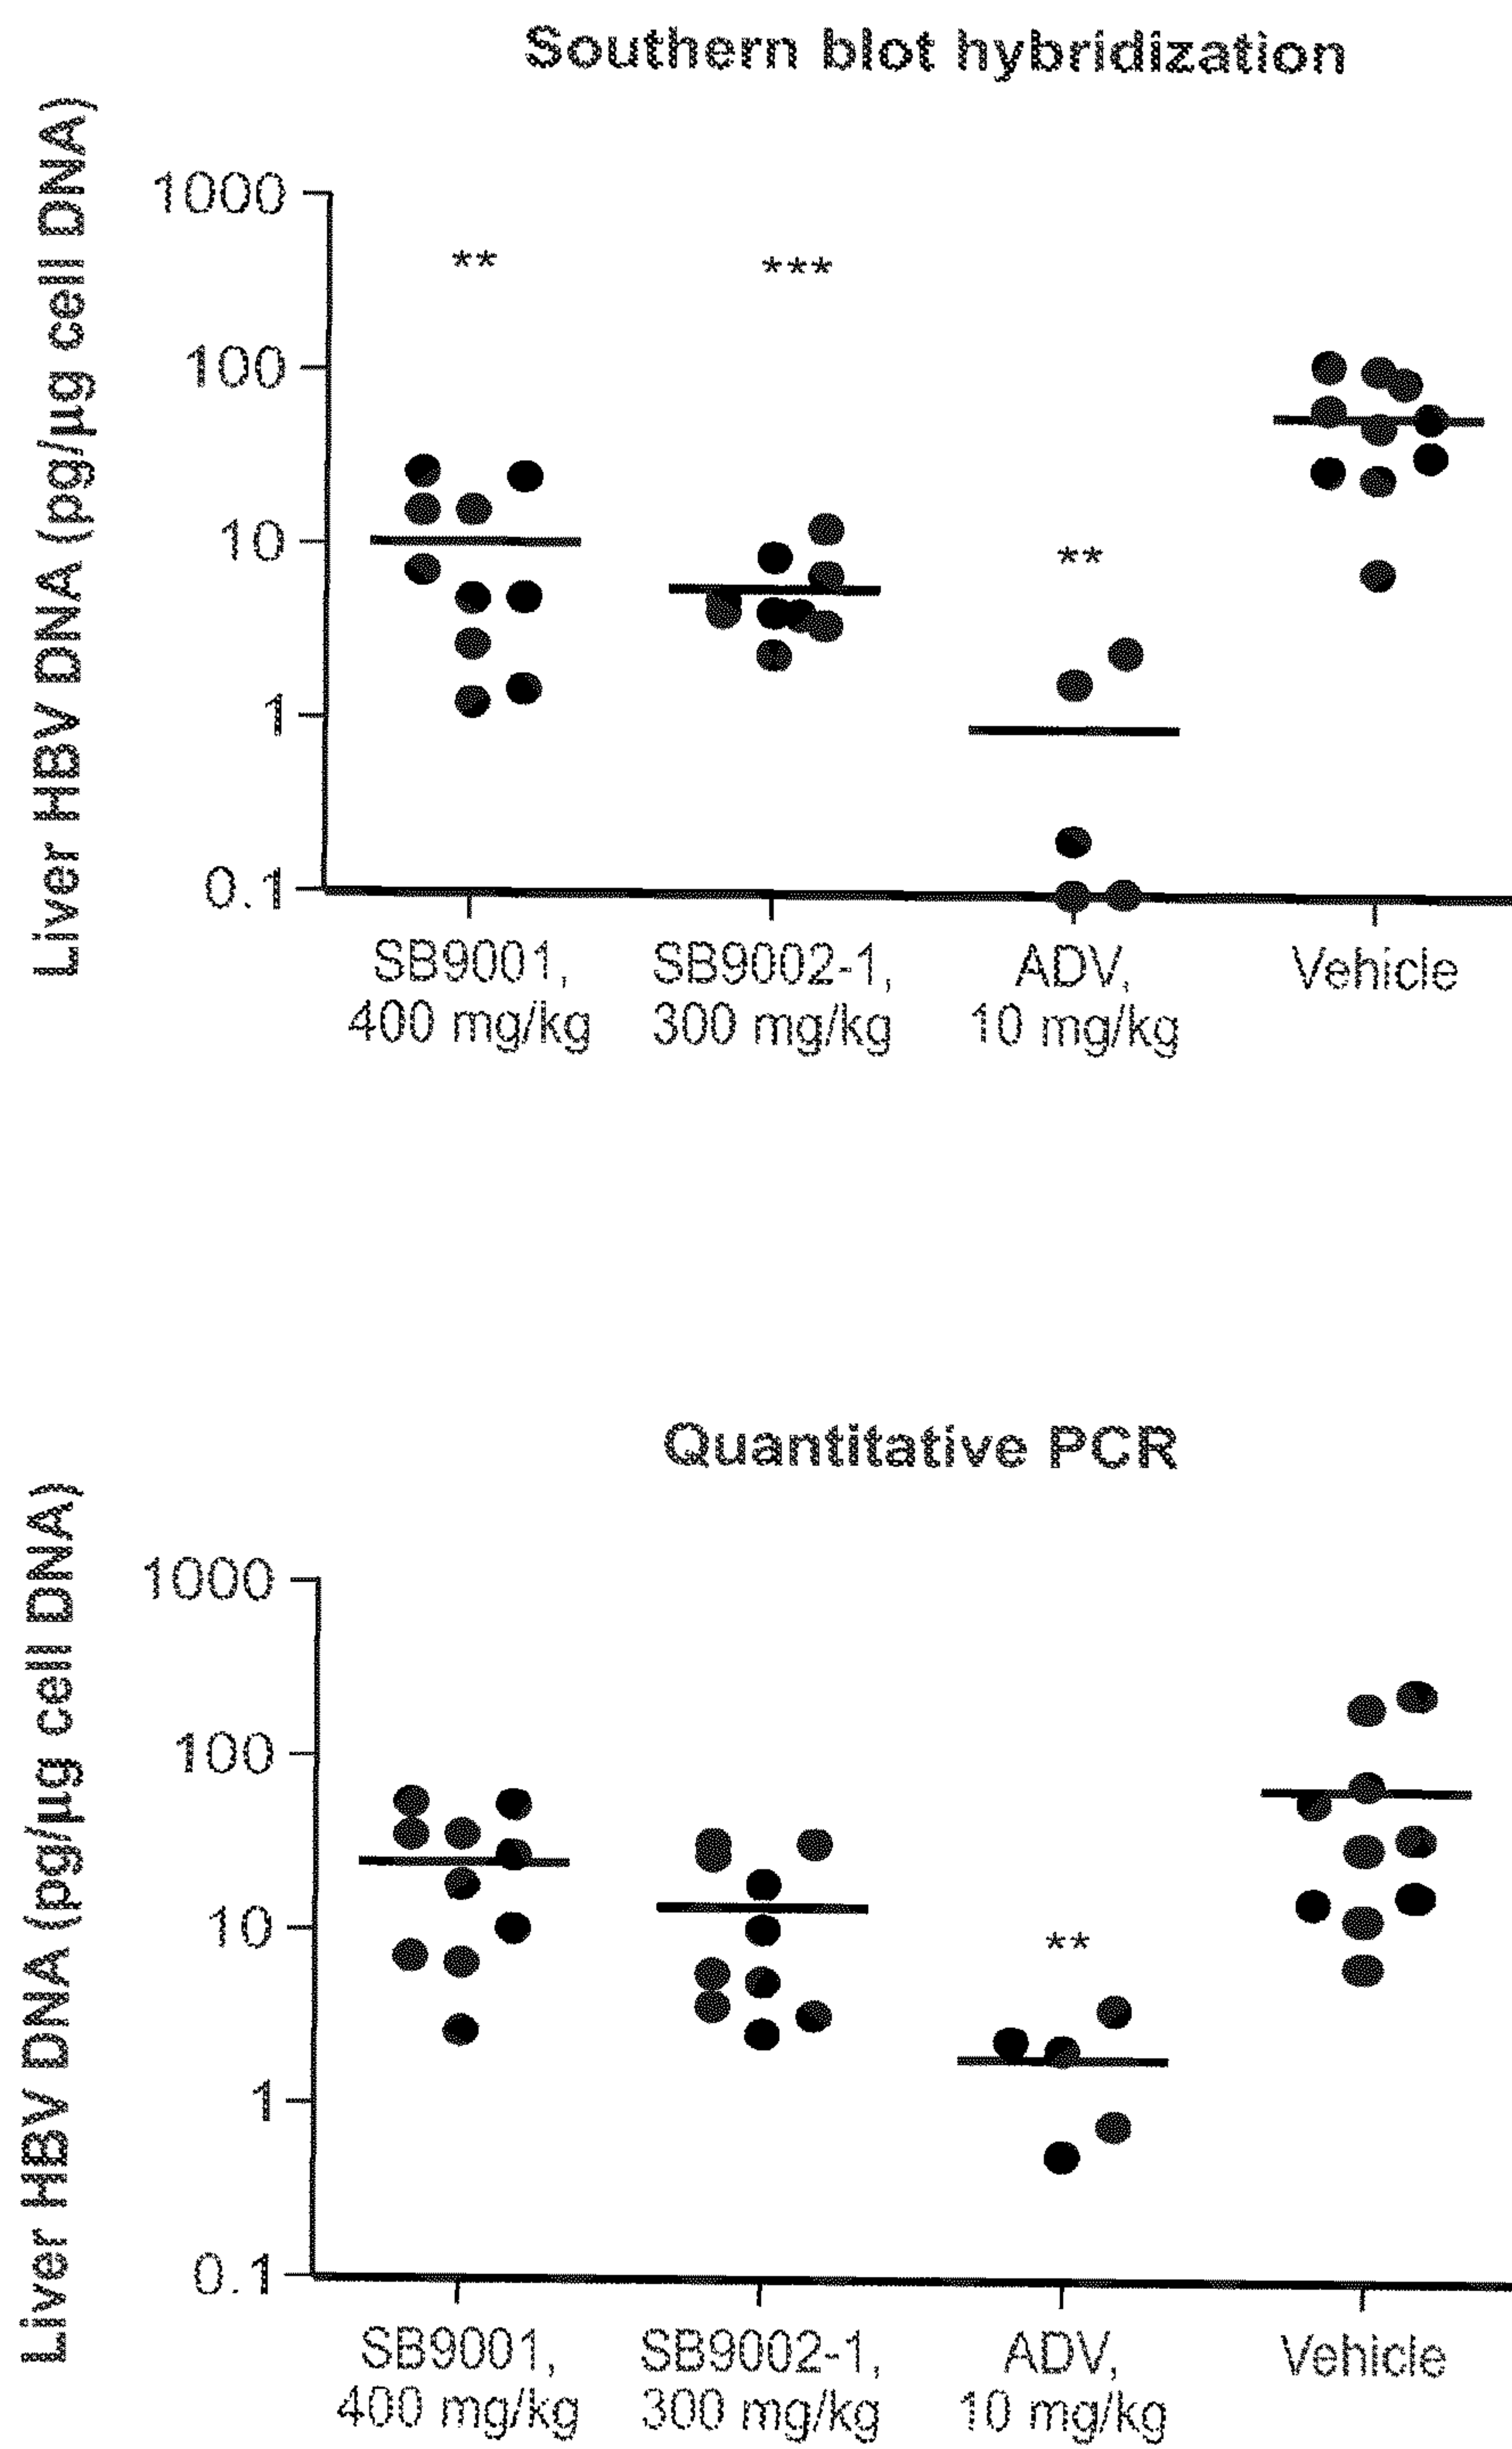 Southern blot hybridization
Liver HBV DNA (pg/µg cell DNA)
1000
100
10
1
0.1
**
***
**
SB9001,
400 mg/kg
SB9002-1,
300 mg/kg
ADV,
10 mg/kg
Vehicle
Quantitative PCR
Liver HBV DNA (pg/µg cell DNA)
1000
100
10
1
0.1
**
SB9001,
400 mg/kg
SB9002-1,
300 mg/kg
ADV,
10 mg/kg
Vehicle